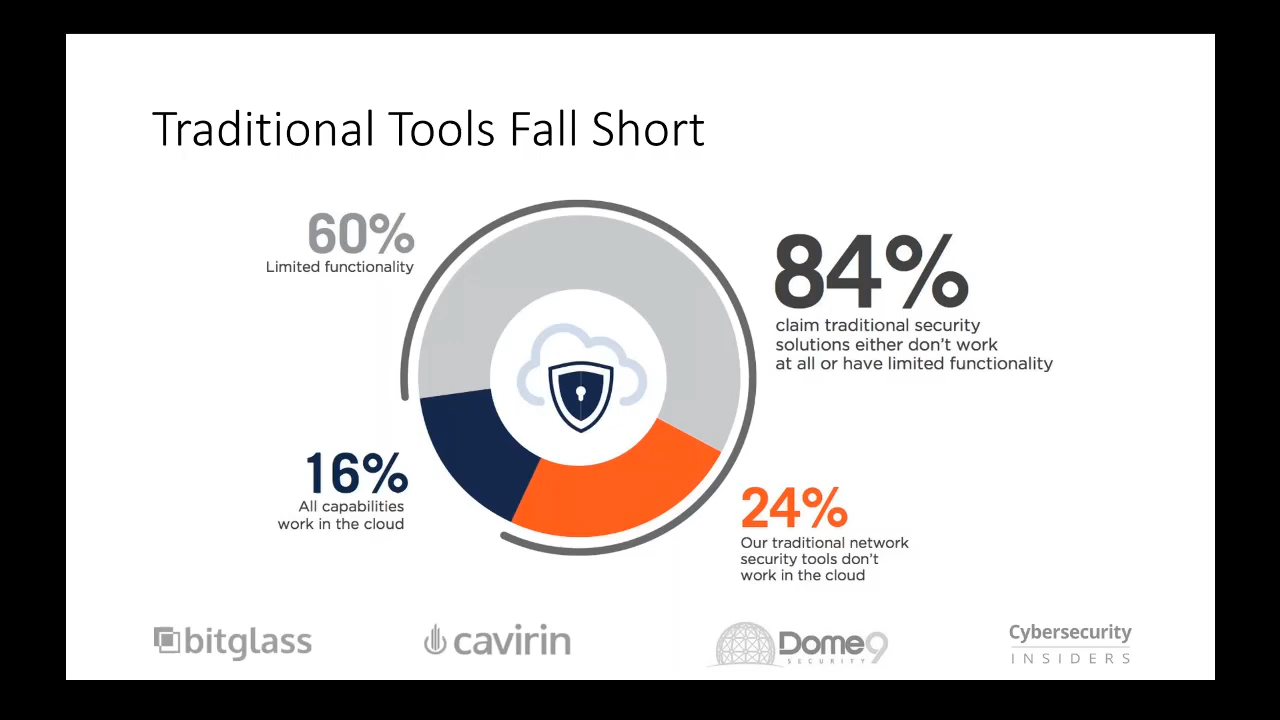 Traditional Tools Fall Short
60%
Limited functionality
84%
claim traditional security
solutions either don't work
at all or have limited functionality
16%
All capabilities
work in the cloud
24%
Our traditional network
security tools don't
work in the cloud
bitglass
cavirin
Dome9
SECURITY
Cybersecurity
INSIDERS